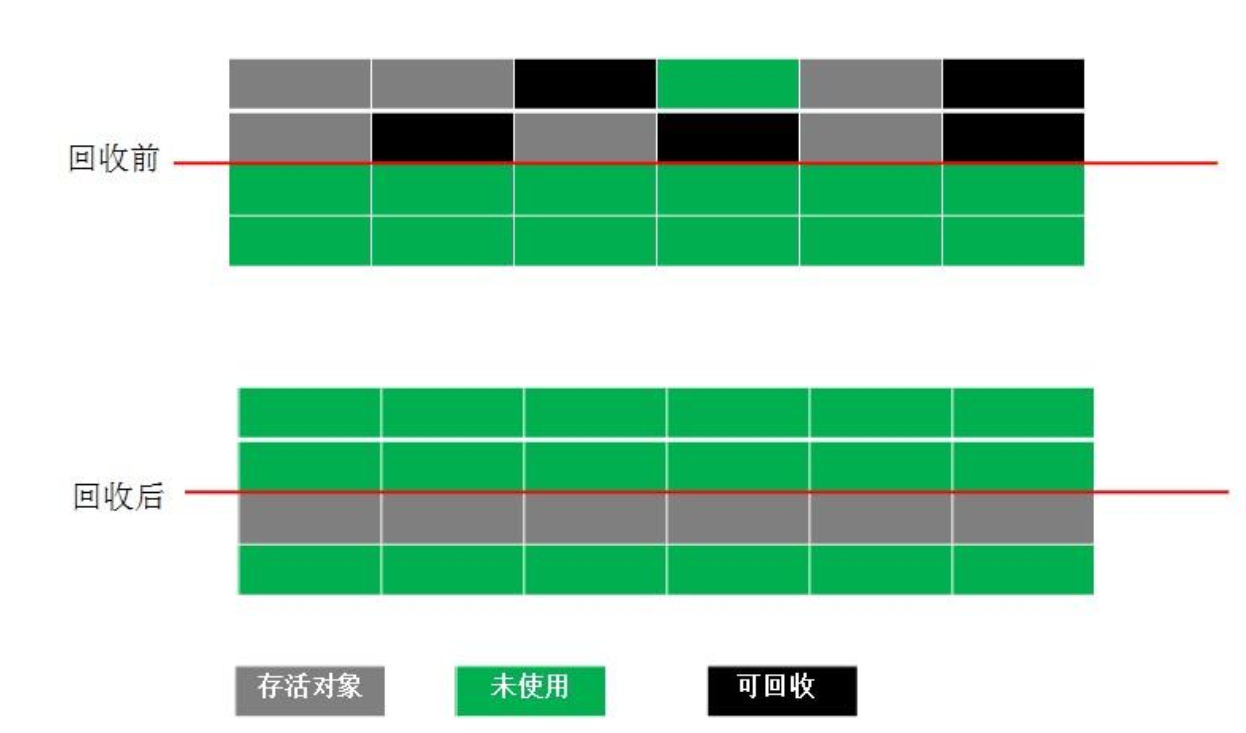 回收前
回收后
存活对象 未使用 可回收